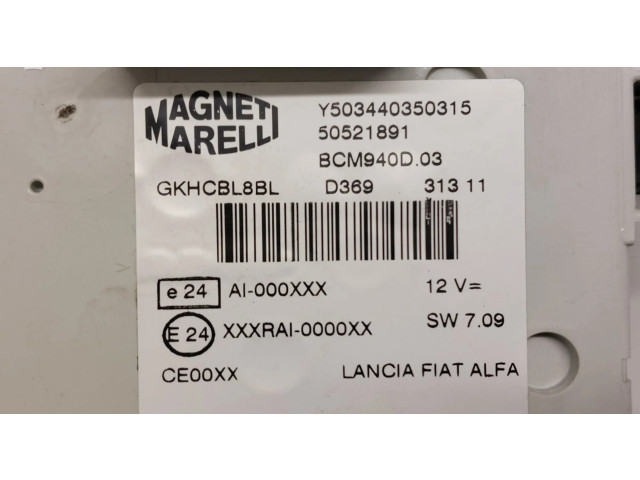 MAGNETI
MARELLI
Y503440350315
50521891
BCM940D.03
GKHCBL8BL D369 313 11
e 24 AI-000XXX 12 V=
E 24 XXXRAI-0000XX SW 7.09
CE00XX LANCIA FIAT ALFA